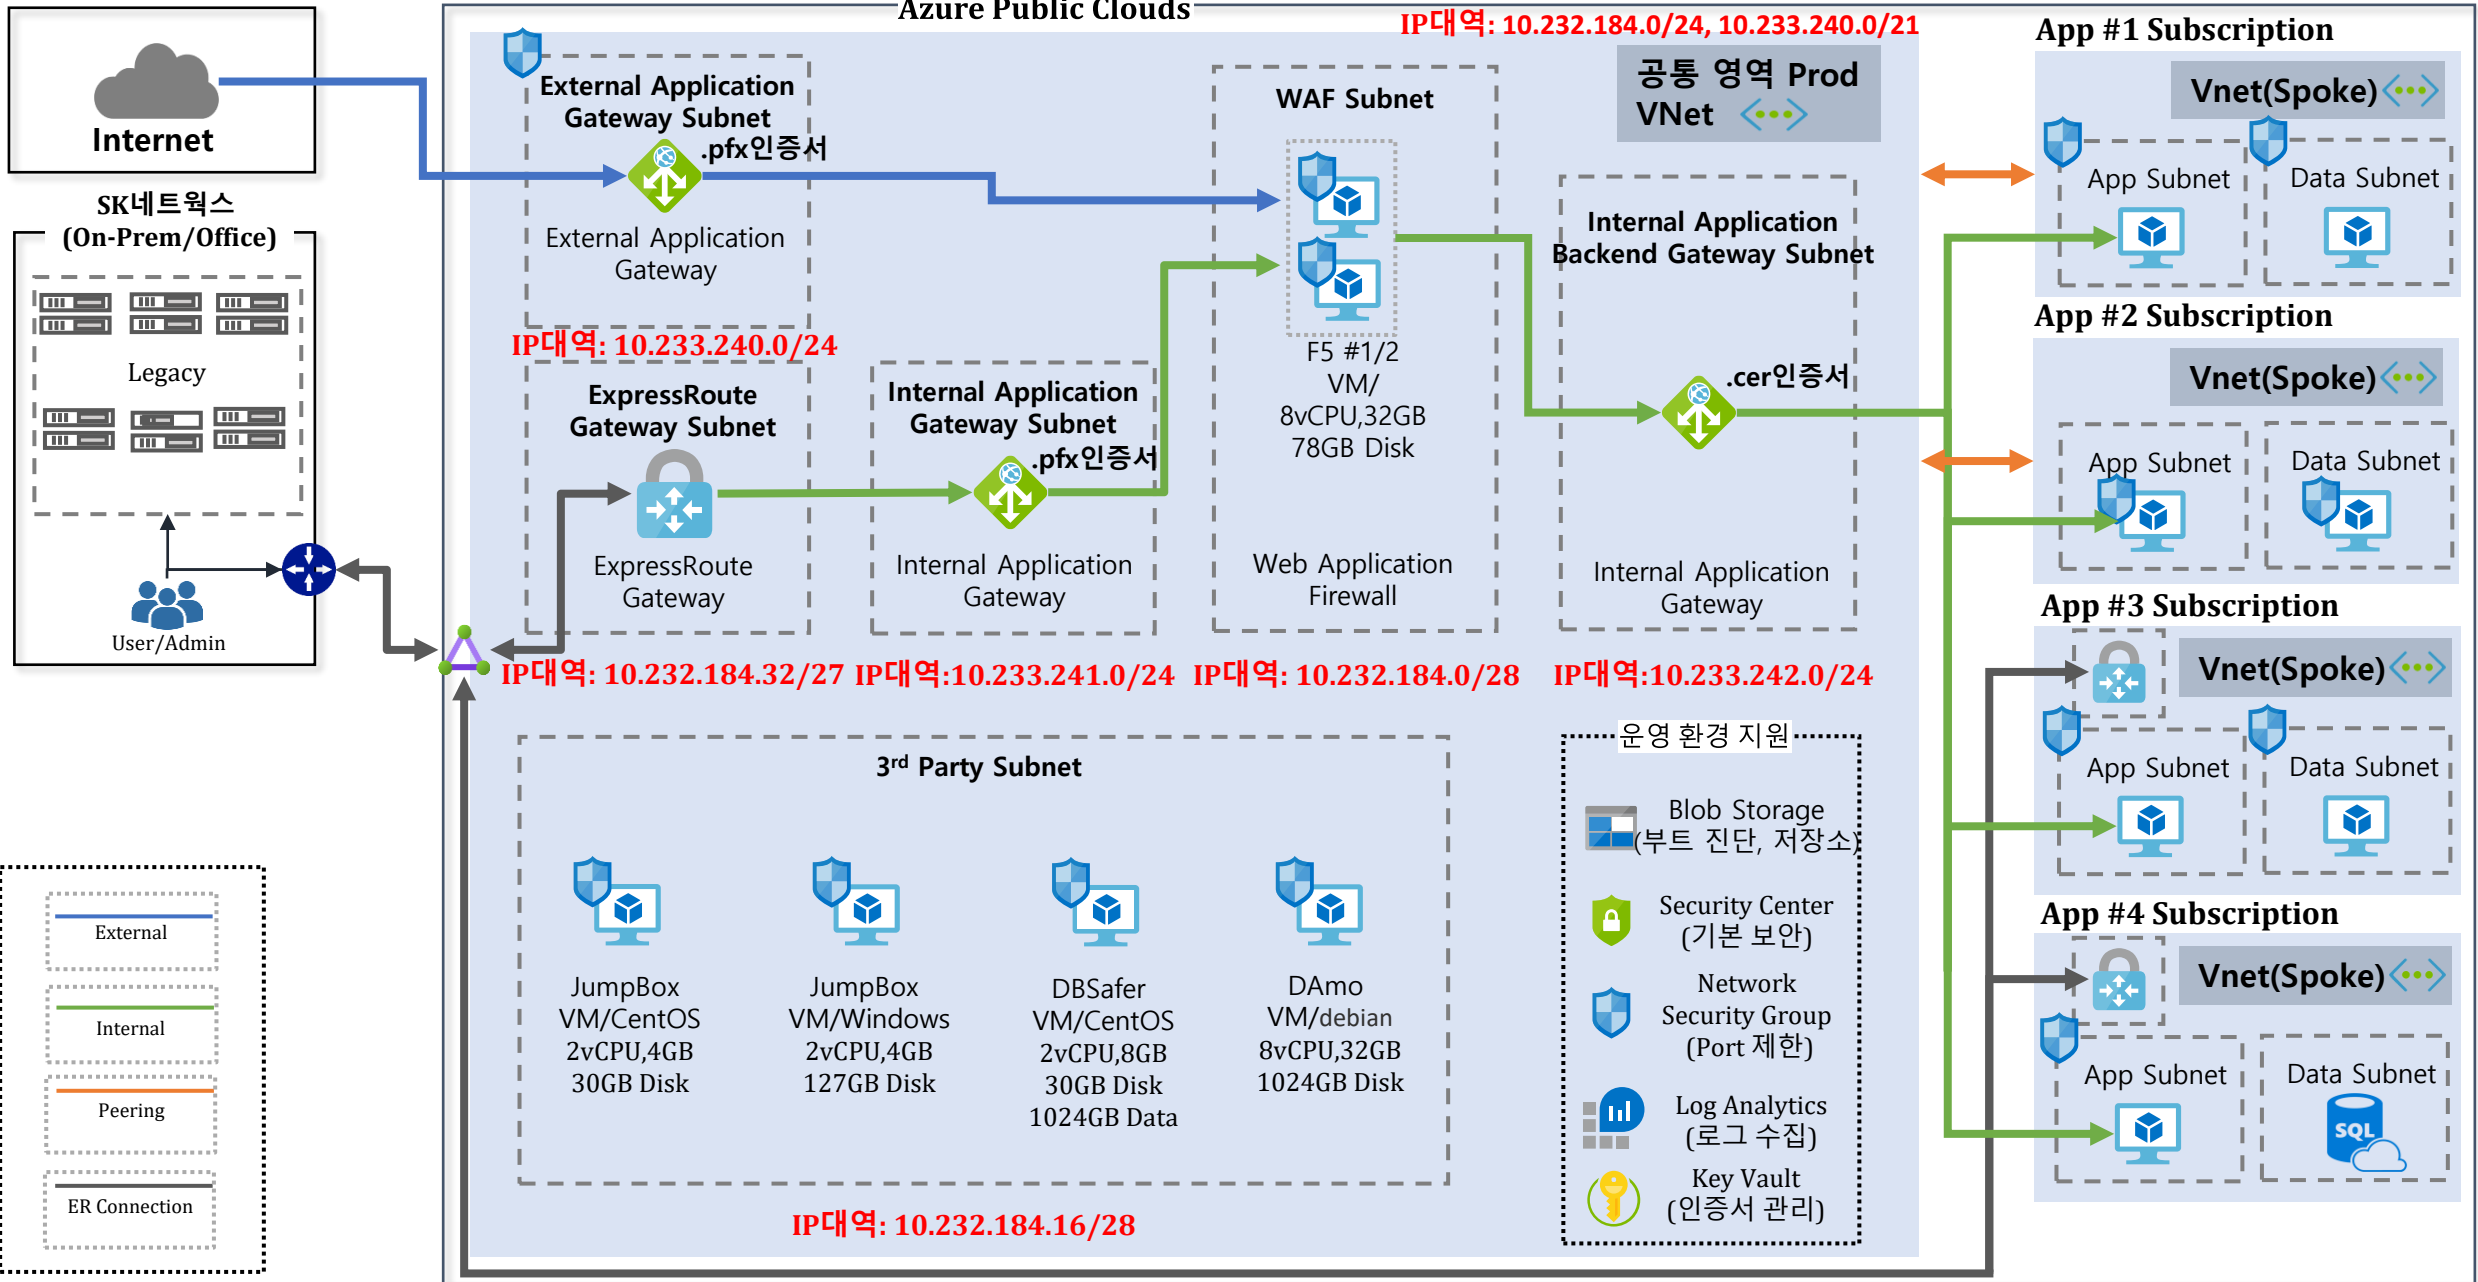 Azure Public Clouds
IP대역: 10.232.184.0/24, 10.233.240.0/21
Internet
SK네트웍스
(On-Prem/Office)
Legacy
User/Admin
External
Internal
Peering
ER Connection
External Application
Gateway Subnet
.pfx인증서
External Application
Gateway
IP대역: 10.233.240.0/24
ExpressRoute
Gateway Subnet
ExpressRoute
Gateway
IP대역: 10.232.184.32/27
Internal Application
Gateway Subnet
.pfx인증서
Internal Application
Gateway
IP대역:10.233.241.0/24
WAF Subnet
F5 #1/2
VM/
8vCPU,32GB
78GB Disk
Web Application
Firewall
IP대역: 10.232.184.0/28
공통 영역 Prod
VNet
Internal Application
Backend Gateway Subnet
.cer인증서
Internal Application
Gateway
IP대역:10.233.242.0/24
3rd Party Subnet
JumpBox
VM/CentOS
2vCPU,4GB
30GB Disk
JumpBox
VM/Windows
2vCPU,4GB
127GB Disk
DBSafer
VM/CentOS
2vCPU,8GB
30GB Disk
1024GB Data
DAmo
VM/debian
8vCPU,32GB
1024GB Disk
IP대역: 10.232.184.16/28
운영 환경 지원
Blob Storage
(부트 진단, 저장소)
Security Center
(기본 보안)
Network
Security Group
(Port 제한)
Log Analytics
(로그 수집)
Key Vault
(인증서 관리)
App #1 Subscription
Vnet(Spoke)
App Subnet
Data Subnet
App #2 Subscription
Vnet(Spoke)
App Subnet
Data Subnet
App #3 Subscription
Vnet(Spoke)
App Subnet
Data Subnet
App #4 Subscription
Vnet(Spoke)
App Subnet
Data Subnet
SQL